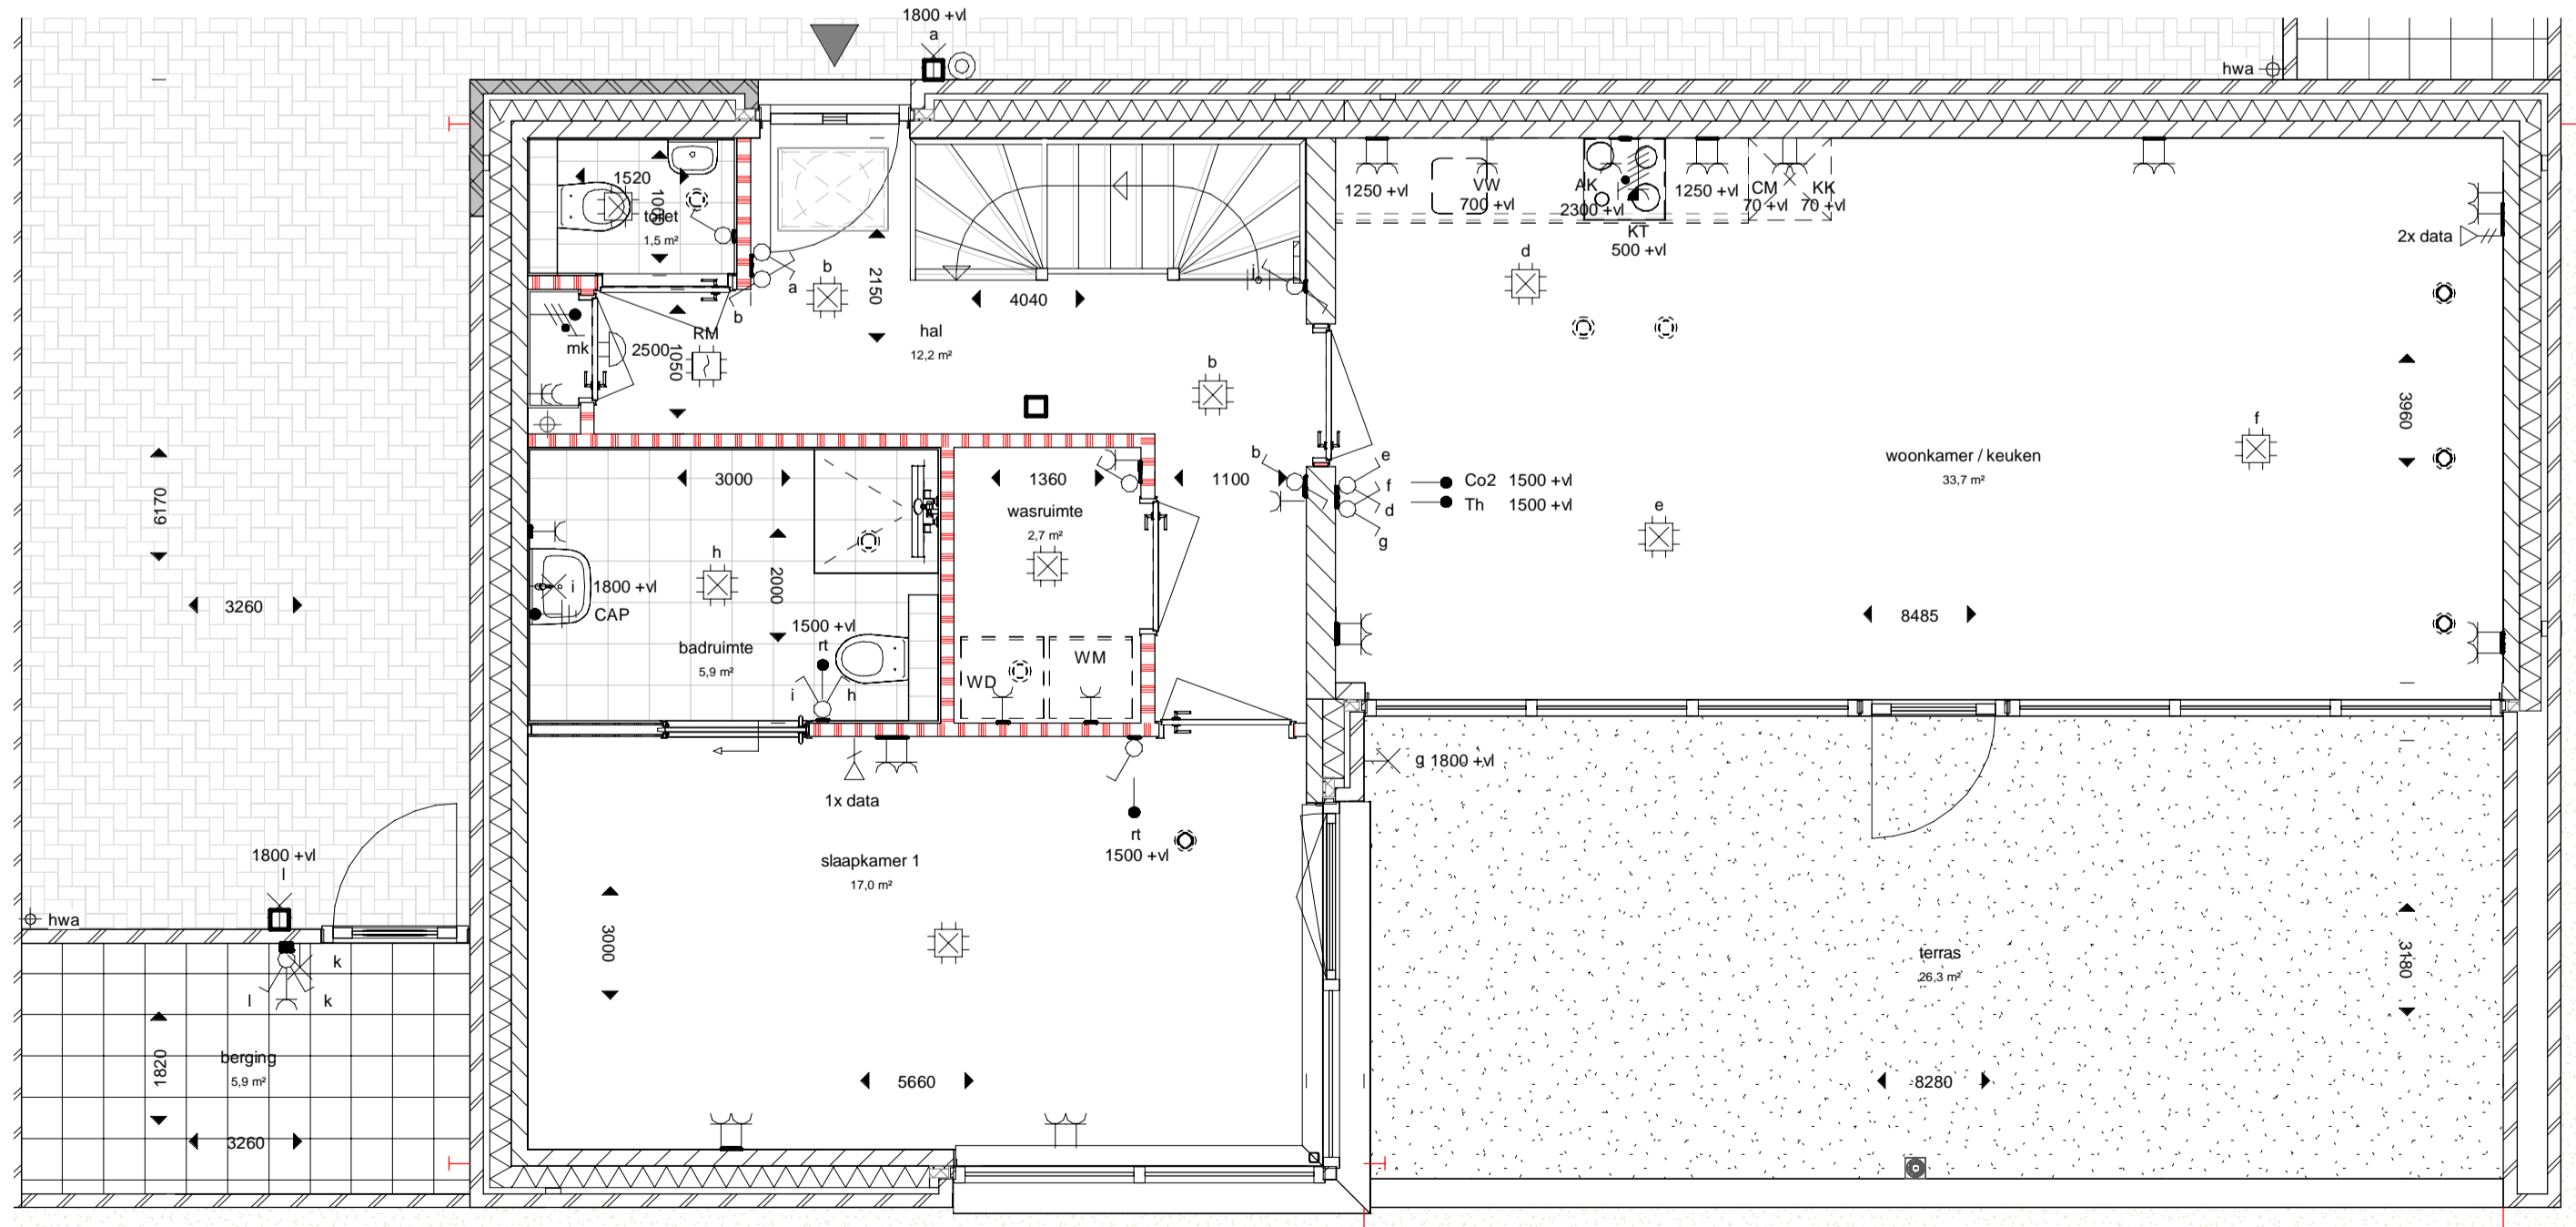 1800 +vl
a
hwa
1520
1000
toilet
1,5 m²
a
b
b
2150
4040
hal
12,2 m²
RM
mk
2500
1050
j
b
1250 +vl
VW
700 +vl
AK
2300 +vl
KT
500 +vl
1250 +vl
CM
70 +vl
KK
70 +vl
2x data
d
f
3960
woonkamer / keuken
33,7 m²
e
8485
b
e
f
d
g
Co2 1500 +vl
Th 1500 +vl
6170
3260
3000
1360
1100
wasruimte
2,7 m²
h
2000
i
1800 +vl
CAP
1500 +vl
rt
badruimte
5,9 m²
i
h
WD
WM
1x data
rt
1500 +vl
g 1800 +vl
slaapkamer 1
17,0 m²
3000
5660
1800 +vl
l
hwa
k
l
k
berging
5,9 m²
1820
3260
terras
26,3 m²
3180
8280